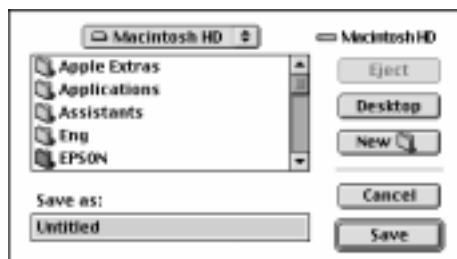 Macintosh HD
Macintosh HD
Apple Extras
Applications
Assistants
Eng
EPSON
Eject
Desktop
New
Save as:
Untitled
Cancel
Save